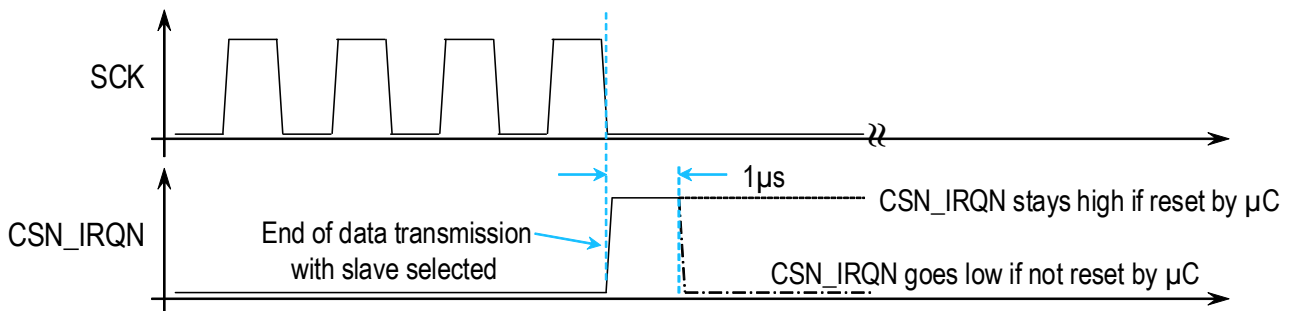 SCK
1µs
CSN_IRQN stays high if reset by µC
CSN_IRQN
End of data transmission
with slave selected
CSN_IRQN goes low if not reset by µC